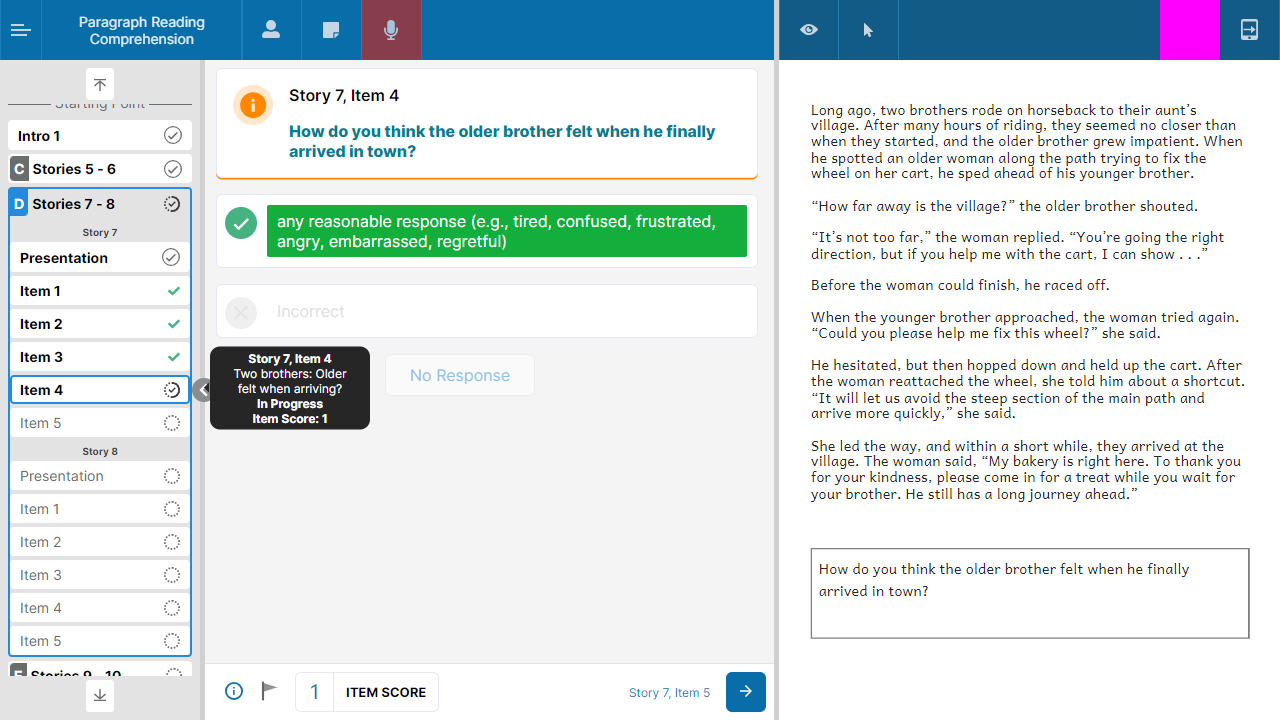 Paragraph Reading
Comprehension
Starting Point
Intro 1
C Stories 5 - 6
D Stories 7 - 8
Story 7
Presentation
Item 1
Item 2
Item 3
Item 4
Item 5
Story 8
Presentation
Item 1
Item 2
Item 3
Item 4
Item 5
E Stories 9 - 10
Story 7, Item 4
How do you think the older brother felt when he finally
arrived in town?
any reasonable response (e.g., tired, confused, frustrated,
angry, embarrassed, regretful)
Incorrect
Story 7, Item 4
Two brothers: Older
felt when arriving?
In Progress
Item Score: 1
No Response
1 ITEM SCORE
Story 7, Item 5
Long ago, two brothers rode on horseback to their aunt’s
village. After many hours of riding, they seemed no closer than
when they started, and the older brother grew impatient. When
he spotted an older woman along the path trying to fix the
wheel on her cart, he sped ahead of his younger brother.
“How far away is the village?” the older brother shouted.
“It’s not too far,” the woman replied. “You’re going the right
direction, but if you help me with the cart, I can show . . .”
Before the woman could finish, he raced off.
When the younger brother approached, the woman tried again.
“Could you please help me fix this wheel?” she said.
He hesitated, but then hopped down and held up the cart. After
the woman reattached the wheel, she told him about a shortcut.
“It will let us avoid the steep section of the main path and
arrive more quickly,” she said.
She led the way, and within a short while, they arrived at the
village. The woman said, “My bakery is right here. To thank you
for your kindness, please come in for a treat while you wait for
your brother. He still has a long journey ahead.”
How do you think the older brother felt when he finally
arrived in town?